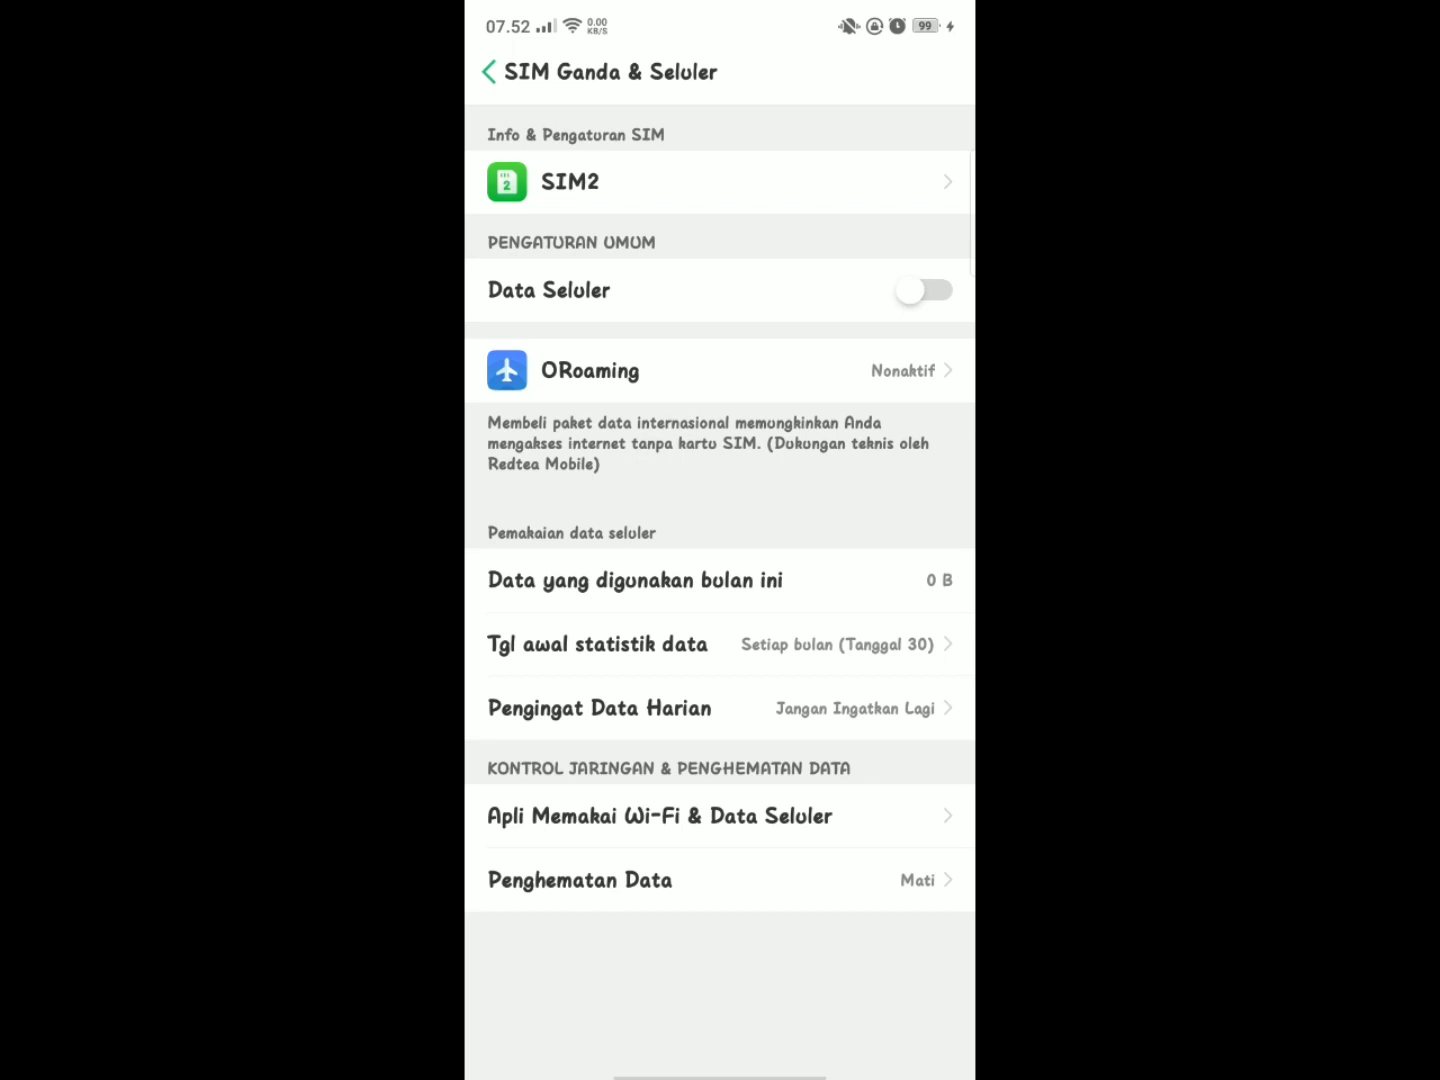 07.52 0.00 KB/S 99
SIM Ganda & Seluler
Info & Pengaturan SIM
2 SIM2
PENGATURAN UMUM
Data Seluler
ORoaming Nonaktif
Membeli paket data internasional memungkinkan Anda
mengakses internet tanpa kartu SIM. (Dukungan teknis oleh
Redtea Mobile)
Pemakaian data seluler
Data yang digunakan bulan ini 0 B
Tgl awal statistik data Setiap bulan (Tanggal 30)
Pengingat Data Harian Jangan Ingatkan Lagi
KONTROL JARINGAN & PENGHEMATAN DATA
Apli Memakai Wi-Fi & Data Seluler
Penghematan Data Mati